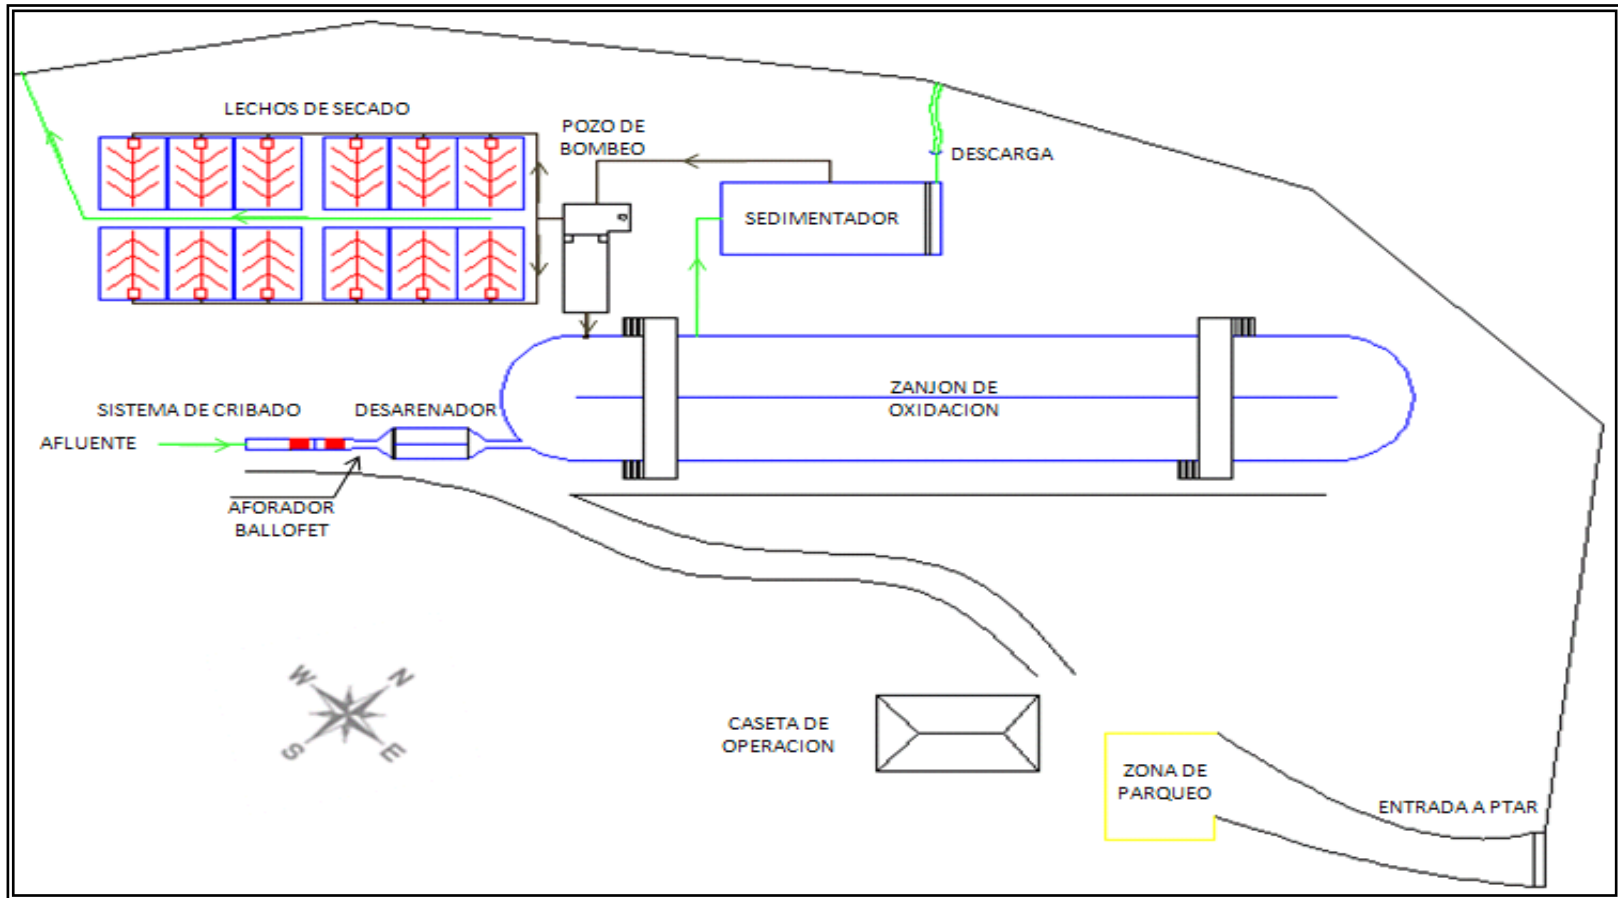 LECHOS DE SECADO
POZO DE
BOMBEO
DESCARGA
SEDIMENTADOR
ZANJON DE
OXIDACION
SISTEMA DE CRIBADO
DESARENADOR
AFLUENTE
AFORADOR
BALLOFET
W
N
S
E
CASETA DE
OPERACION
ZONA DE
PARQUEO
ENTRADA A PTAR